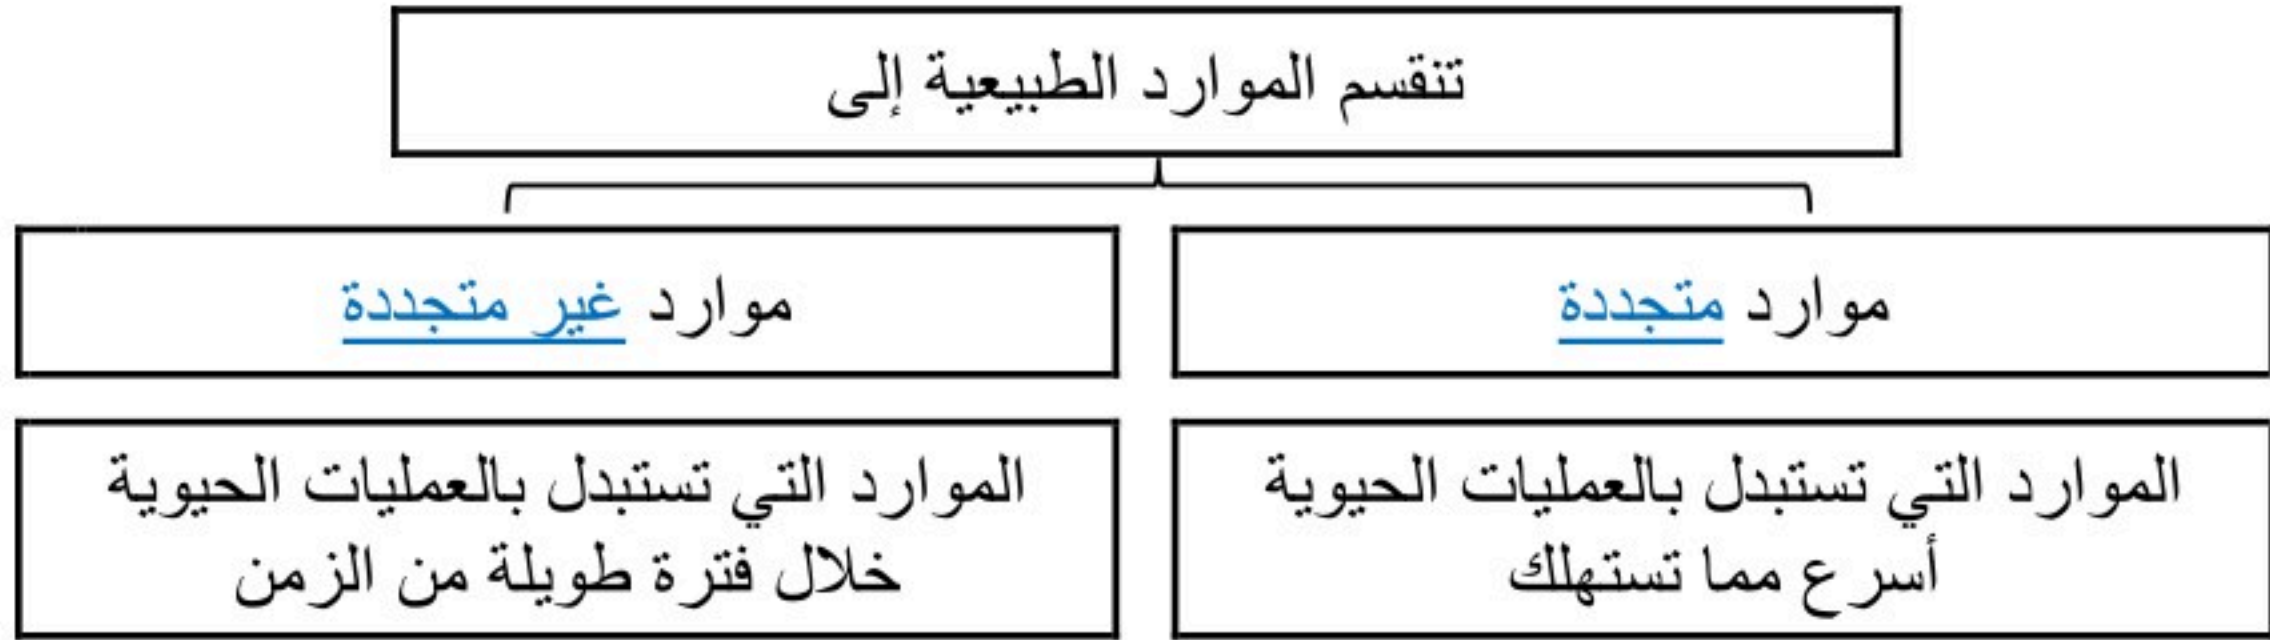 تنقسم الموارد الطبيعية إلى
موارد متجددة
موارد غير متجددة
الموارد التي تستبدل بالعمليات الحيوية
أسرع مما تستهلك
الموارد التي تستبدل بالعمليات الحيوية
خلال فترة طويلة من الزمن